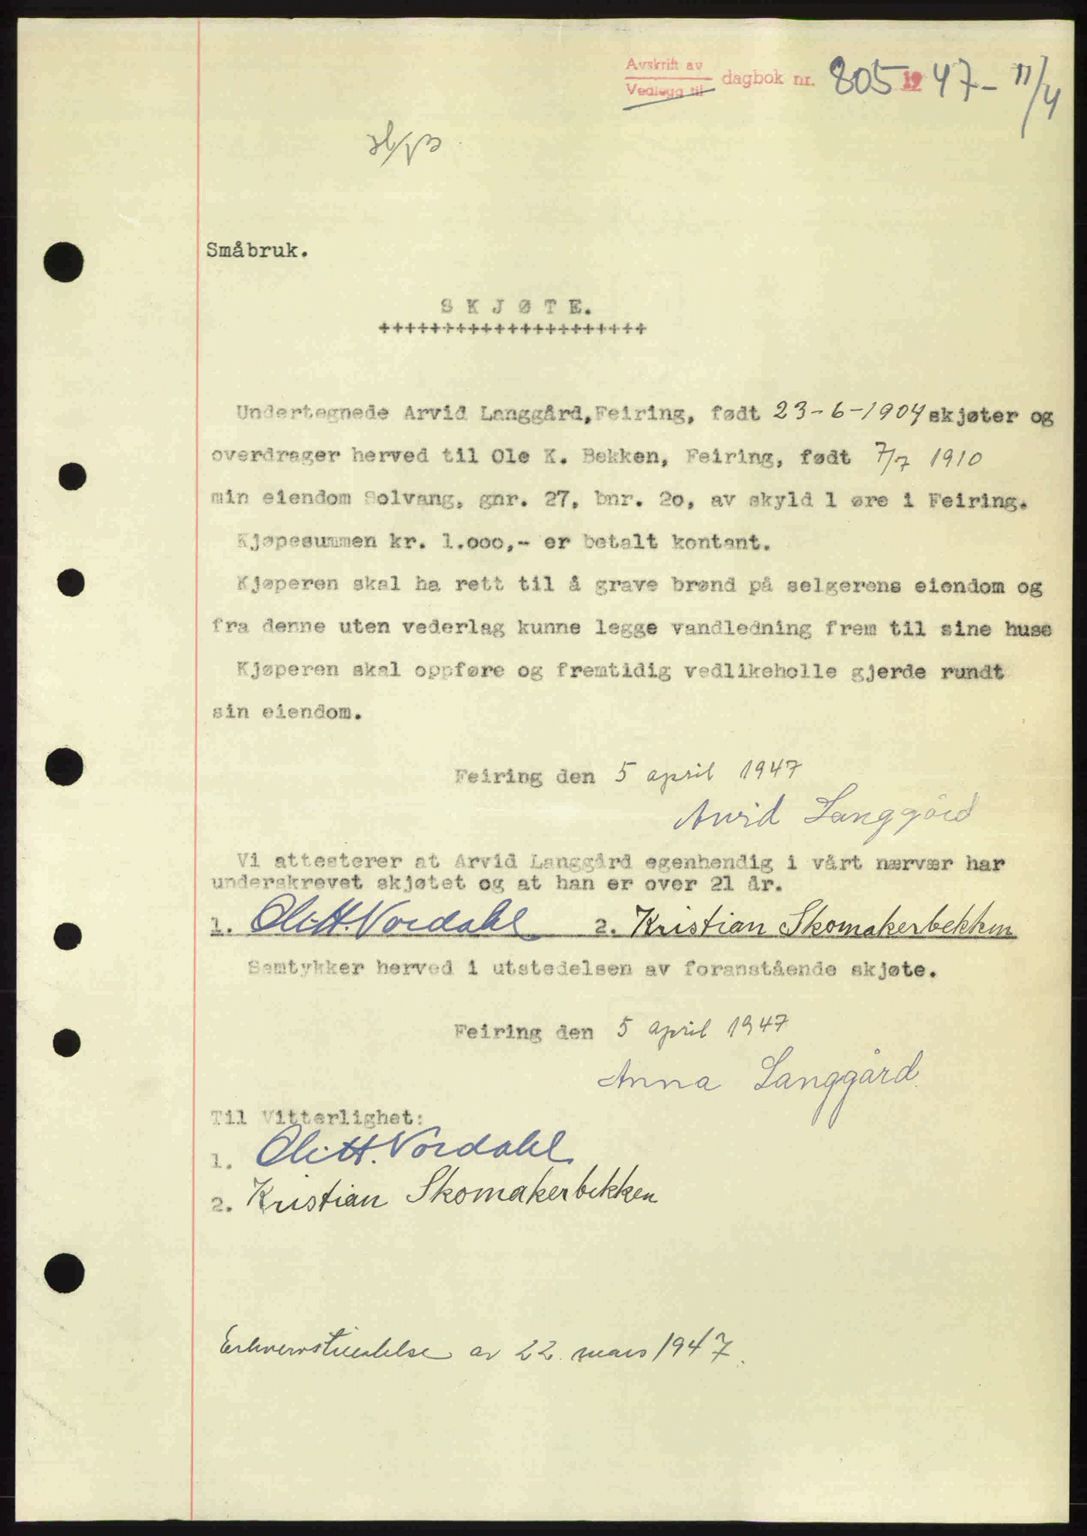 Avskrift av
Vedlegg til
dagbok nr. 805 1947 - 11/4
Småbruk.
SKJØTE.
+++++++++++++++++++++
Undertegnede Arvid Langgård, Feiring, født 23-6-1904 skjøter og
overdrager herved til Ole K. Bekken, Feiring, født 7/7 1910
min eiendom Solvang, gnr. 27, bnr. 20, av skyld 1 øre i Feiring.
Kjøpesummen kr. 1.000,- er betalt kontant.
Kjøperen skal ha rett til å grave brønd på selgerens eiendom og
fra denne uten vederlag kunne legge vandledning frem til sine huse
Kjøperen skal oppføre og fremtidig vedlikeholle gjerde rundt
sin eiendom.
Feiring den 5 april 1947
Arvid Langgård
Vi attesterer at Arvid Langgård egenhendig i vårt nærvær har
underskrevet skjøtet og at han er over 21 år.
1. Ole H. Nordahl 2. Kristian Skomakerbekken
Samtykker herved i utstedelsen av foranstående skjøte.
Feiring den 5 april 1947
Anna Langgård.
Til Vitterlighet:
1. Ole H. Nordahl
2. Kristian Skomakerbekken
Erhvervstilladelse av 22. mars 1947.